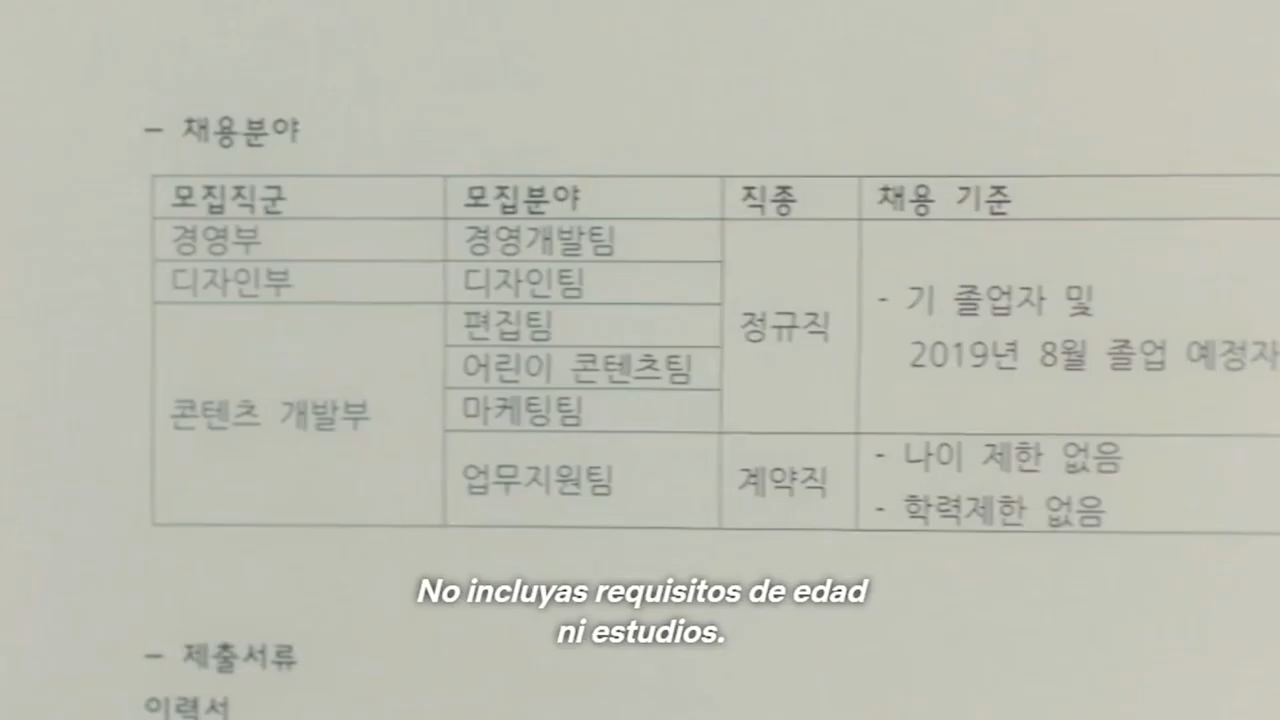 - 채용분야
모집직군 모집분야 직종 채용 기준
경영부 경영개발팀
디자인부 디자인팀
편집팀
어린이 콘텐츠팀
마케팅팀
콘텐츠 개발부
업무지원팀
정규직
- 기 졸업자 및
2019년 8월 졸업 예정자
계약직
- 나이 제한 없음
- 학력제한 없음
No incluyas requisitos de edad
ni estudios.
- 제출서류
이력서